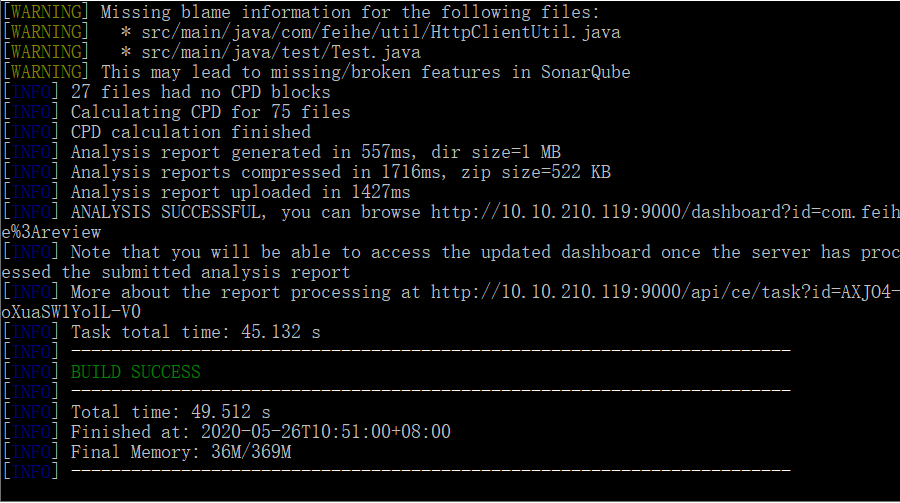 [WARNING] Missing blame information for the following files:
[WARNING]   * src/main/java/com/feihe/util/HttpClientUtil.java
[WARNING]   * src/main/java/test/Test.java
[WARNING] This may lead to missing/broken features in SonarQube
[INFO] 27 files had no CPD blocks
[INFO] Calculating CPD for 75 files
[INFO] CPD calculation finished
[INFO] Analysis report generated in 557ms, dir size=1 MB
[INFO] Analysis reports compressed in 1716ms, zip size=522 KB
[INFO] Analysis report uploaded in 1427ms
[INFO] ANALYSIS SUCCESSFUL, you can browse http://10.10.210.119:9000/dashboard?id=com.feih
e%3Areview
[INFO] Note that you will be able to access the updated dashboard once the server has proc
essed the submitted analysis report
[INFO] More about the report processing at http://10.10.210.119:9000/api/ce/task?id=AXJO4-
oXuaSW1Yo1L-V0
[INFO] Task total time: 45.132 s
[INFO] ------------------------------------------------------------------------
[INFO] BUILD SUCCESS
[INFO] ------------------------------------------------------------------------
[INFO] Total time: 49.512 s
[INFO] Finished at: 2020-05-26T10:51:00+08:00
[INFO] Final Memory: 36M/369M
[INFO] ------------------------------------------------------------------------